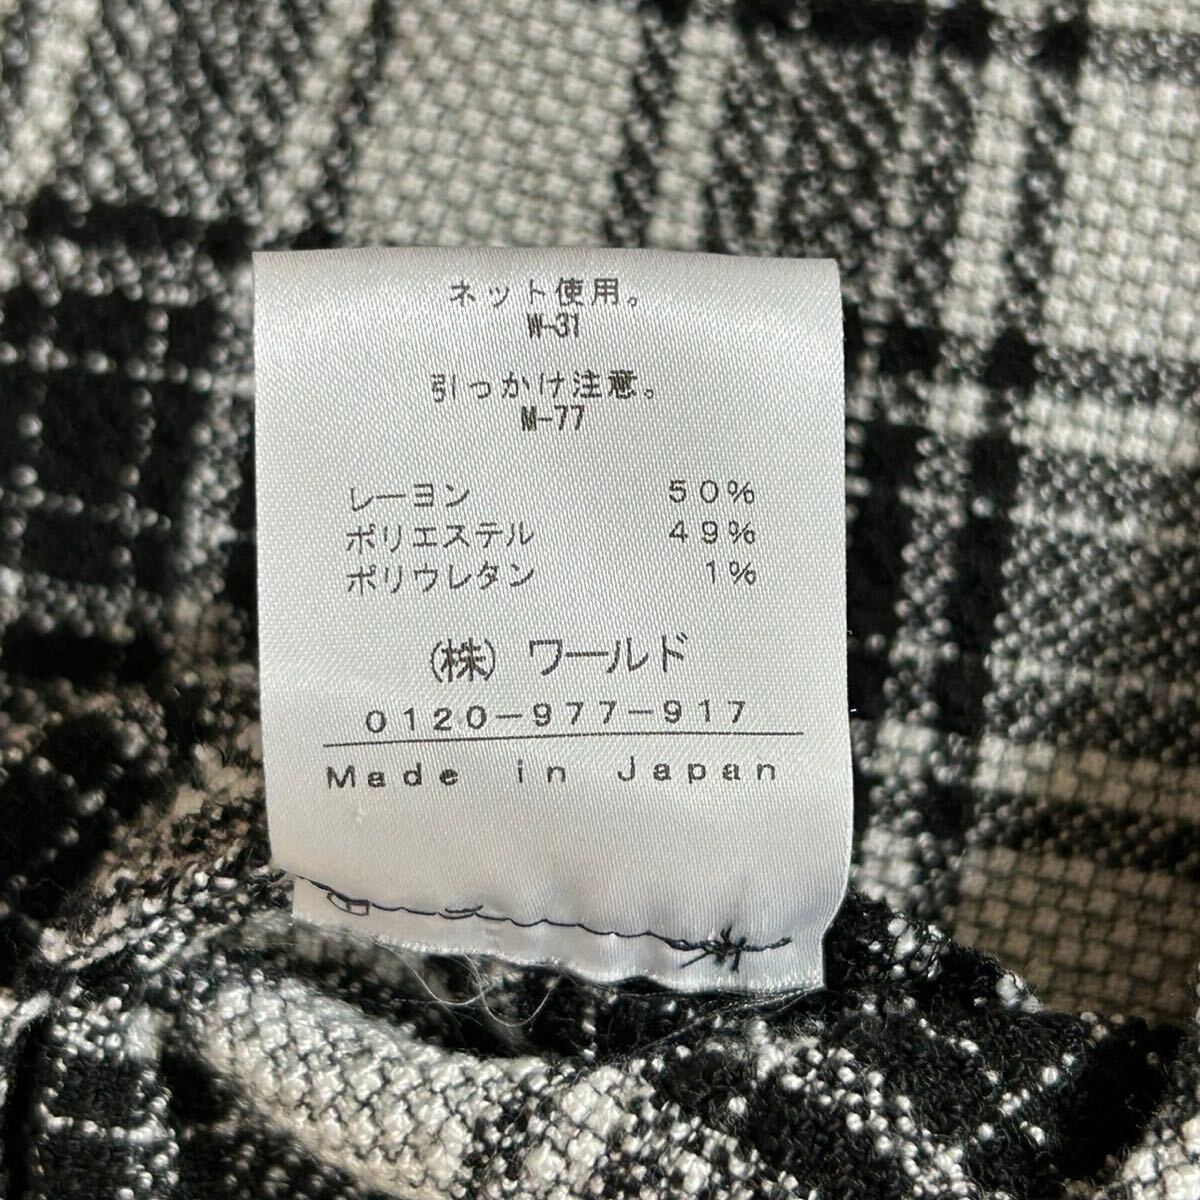 ネット使用。
W-31
引っかけ注意。
M-77
レーヨン 50%
ポリエステル 49%
ポリウレタン 1%
(株) ワールド
0120-977-917
Made in Japan